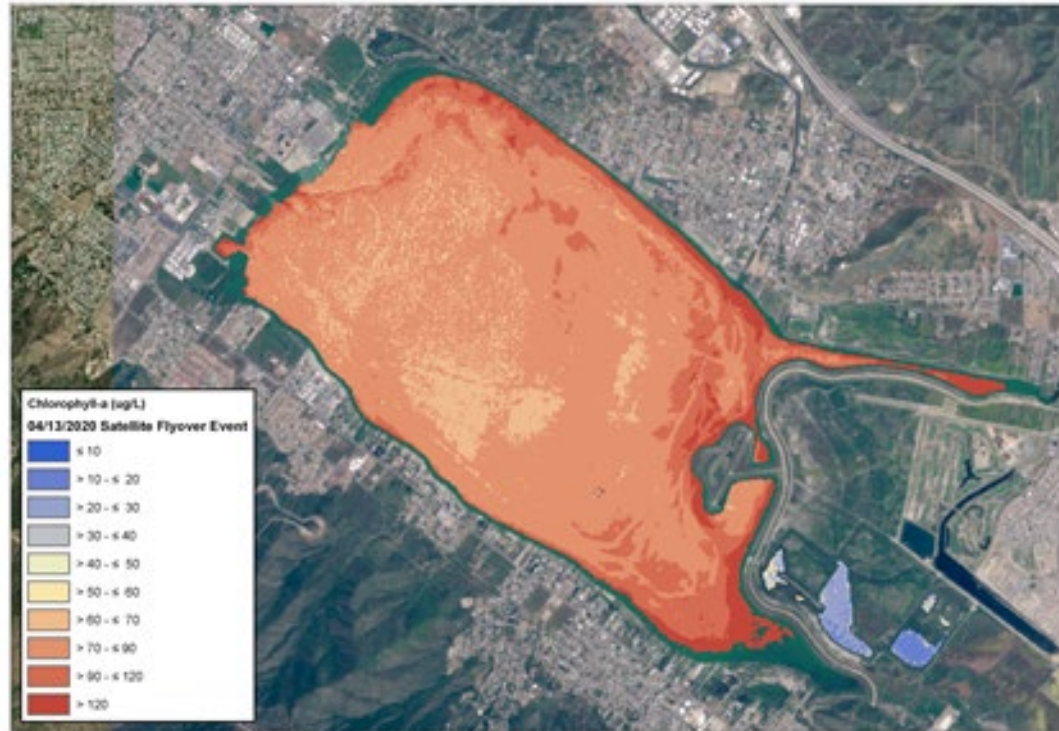 Chlorophyll-a (ug/L)
04/13/2020 Satellite Flyover Event
≤ 10
> 10 - ≤ 20
> 20 - ≤ 30
> 30 - ≤ 40
> 40 - ≤ 50
> 50 - ≤ 60
> 60 - ≤ 70
> 70 - ≤ 90
> 90 - ≤ 120
> 120